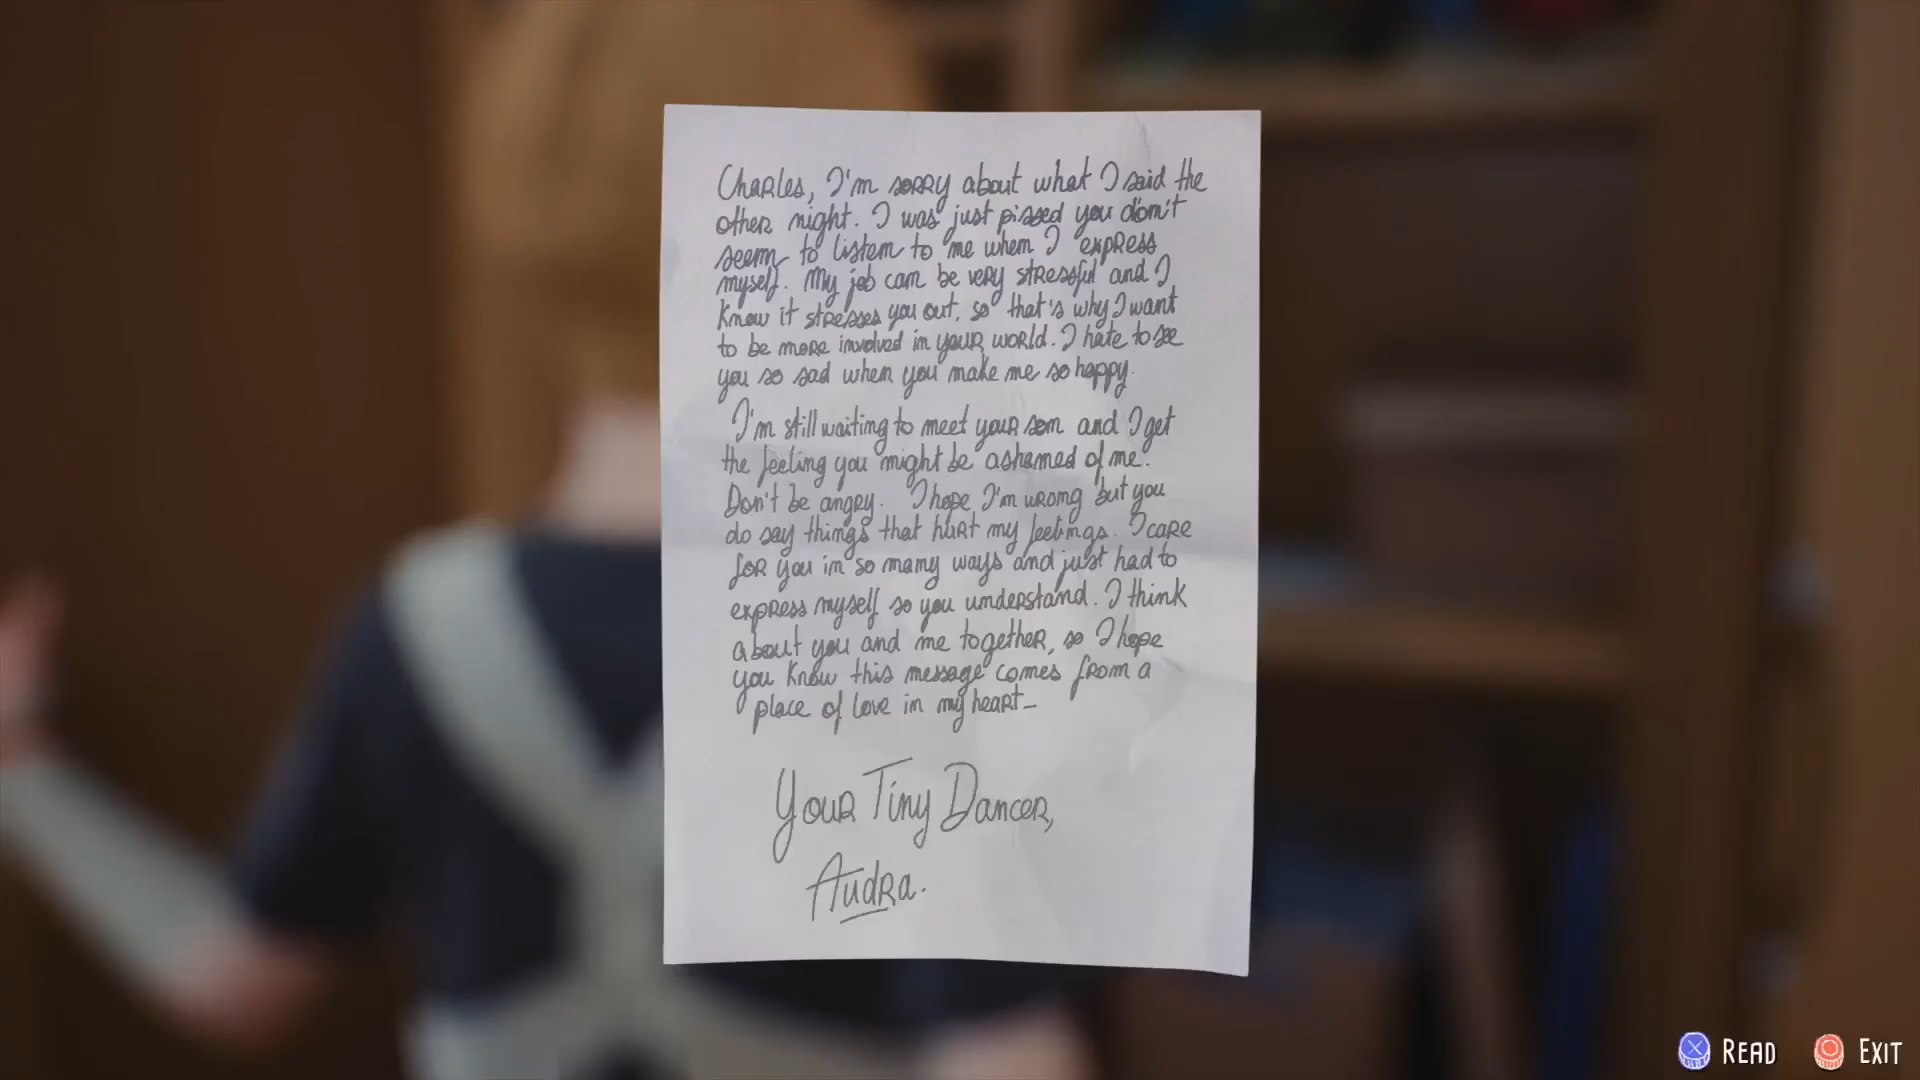 Charles, I'm sorry about what I said the
other night. I was just pissed you don't
seem to listen to me when I express
myself. My job can be very stressful and I
know it stresses you out, so that's why I want
to be more involved in your world. I hate to see
you so sad when you make me so happy.
I'm still waiting to meet your son and I get
the feeling you might be ashamed of me.
Don't be angry. I hope I'm wrong but you
do say things that hurt my feelings. I care
for you in so many ways and just had to
express myself so you understand. I think
about you and me together, so I hope
you know this message comes from a
place of love in my heart_
Your Tiny Dancer,
Audra.
READ EXIT